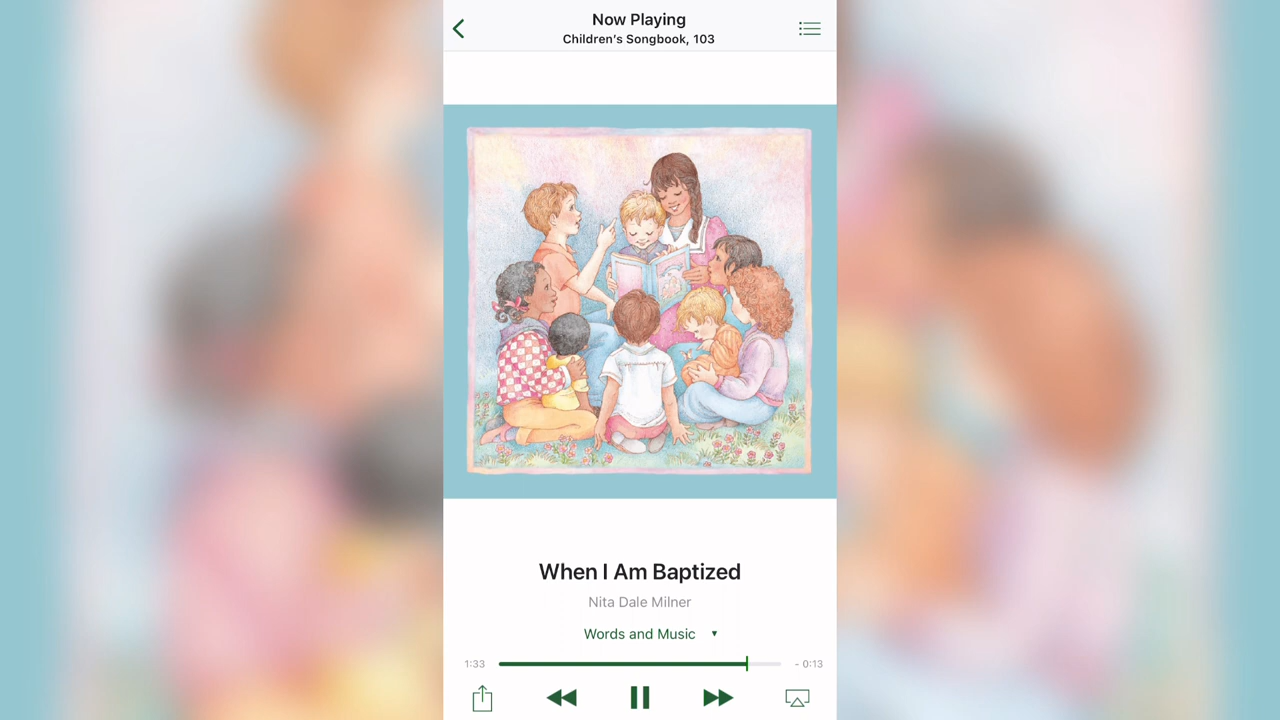 Now Playing
Children's Songbook, 103
When I Am Baptized
Nita Dale Milner
Words and Music
1:33
- 0:13